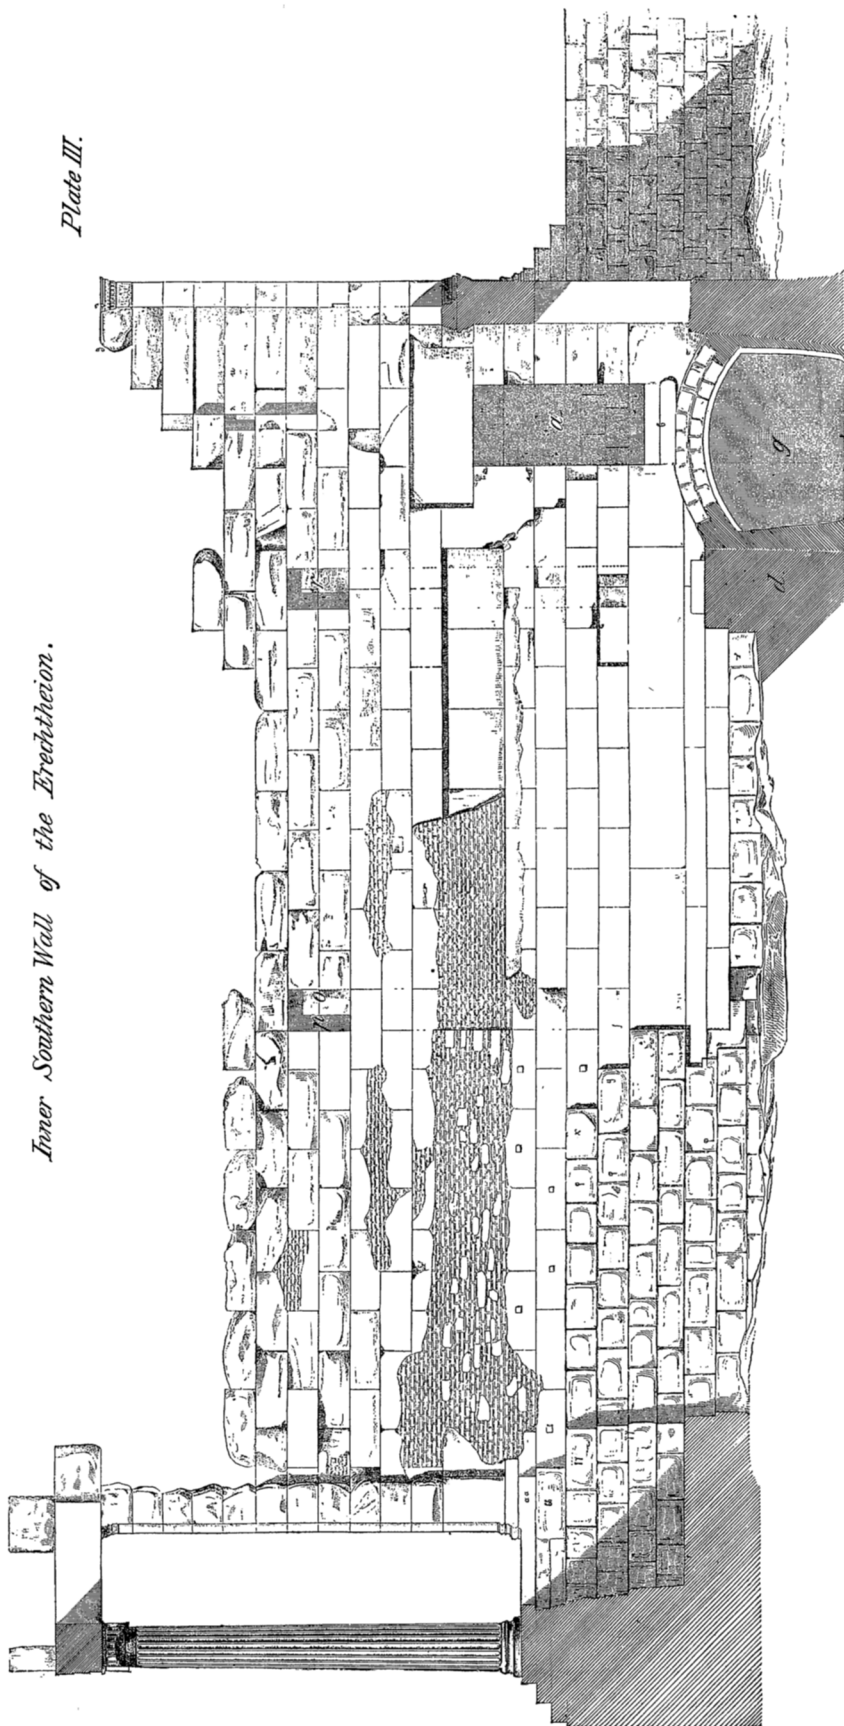 Plate III.
Inner Southern Wall of the Erechtheion.
a
g
d